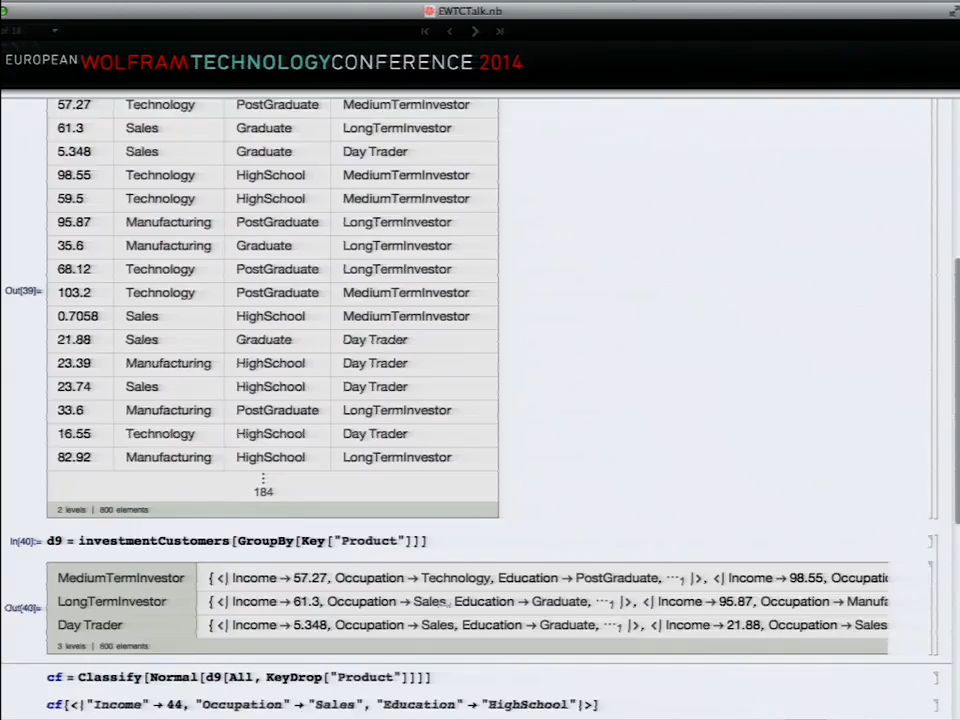 EWTCTalk.nb
of 18
EUROPEAN WOLFRAMTECHNOLOGYCONFERENCE 2014
57.27 Technology PostGraduate MediumTermInvestor
61.3 Sales Graduate LongTermInvestor
5.348 Sales Graduate Day Trader
98.55 Technology HighSchool MediumTermInvestor
59.5 Technology HighSchool MediumTermInvestor
95.87 Manufacturing PostGraduate LongTermInvestor
35.6 Manufacturing Graduate LongTermInvestor
68.12 Technology PostGraduate LongTermInvestor
Out[39]= 103.2 Technology PostGraduate MediumTermInvestor
0.7058 Sales HighSchool MediumTermInvestor
21.88 Sales Graduate Day Trader
23.39 Manufacturing HighSchool Day Trader
23.74 Sales HighSchool Day Trader
33.6 Manufacturing PostGraduate LongTermInvestor
16.55 Technology HighSchool Day Trader
82.92 Manufacturing HighSchool LongTermInvestor
⋮
184
2 levels | 800 elements
In[40]:= d9 = investmentCustomers[GroupBy[Key["Product"]]]
MediumTermInvestor { <| Income → 57.27, Occupation → Technology, Education → PostGraduate, ⋯1 |>, <| Income → 98.55, Occupatio
Out[40]= LongTermInvestor { <| Income → 61.3, Occupation → Sales, Education → Graduate, ⋯1 |>, <| Income → 95.87, Occupation → Manufa
Day Trader { <| Income → 5.348, Occupation → Sales, Education → Graduate, ⋯1 |>, <| Income → 21.88, Occupation → Sales
3 levels | 800 elements
cf = Classify[Normal[d9[All, KeyDrop["Product"]]]]
cf[<|"Income" → 44, "Occupation" → "Sales", "Education" → "HighSchool"|>]